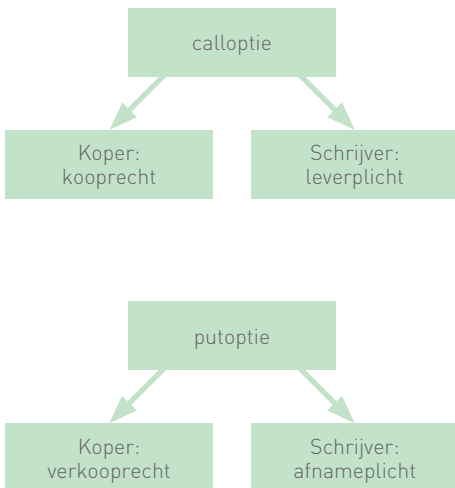 calloptie
Koper:
kooprecht
Schrijver:
leverplicht
putoptie
Koper:
verkooprecht
Schrijver:
afnameplicht